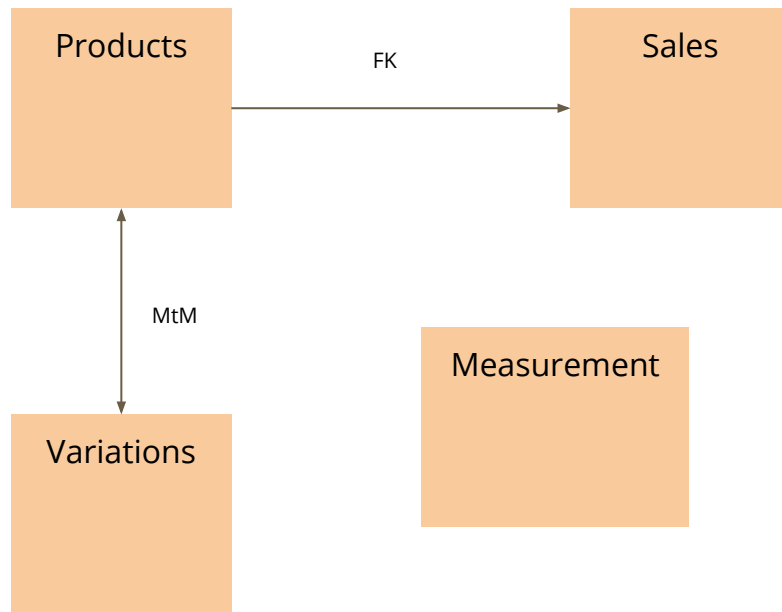 Products
FK
Sales
MtM
Measurement
Variations